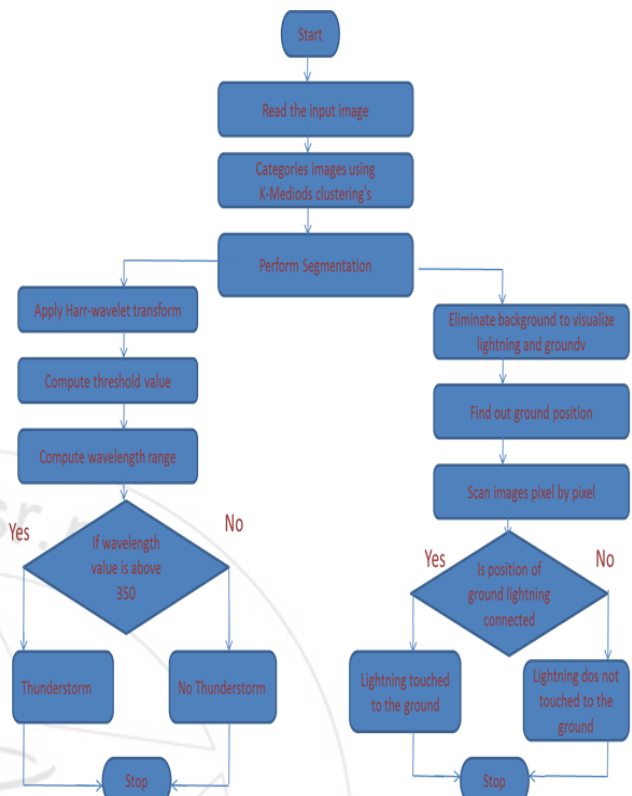 Start
Read the input image
Categories images using
K-Mediods clustering's
Perform Segmentation
Apply Harr-wavelet transform
Compute threshold value
Compute wavelength range
Yes
No
If wavelength
value is above
350
Thunderstorm
No Thunderstorm
Stop
Eliminate background to visualize
lightning and groundv
Find out ground position
Scan images pixel by pixel
Yes
No
Is position of
ground lightning
connected
Lightning touched
to the ground
Lightning dos not
touched to the
ground
Stop